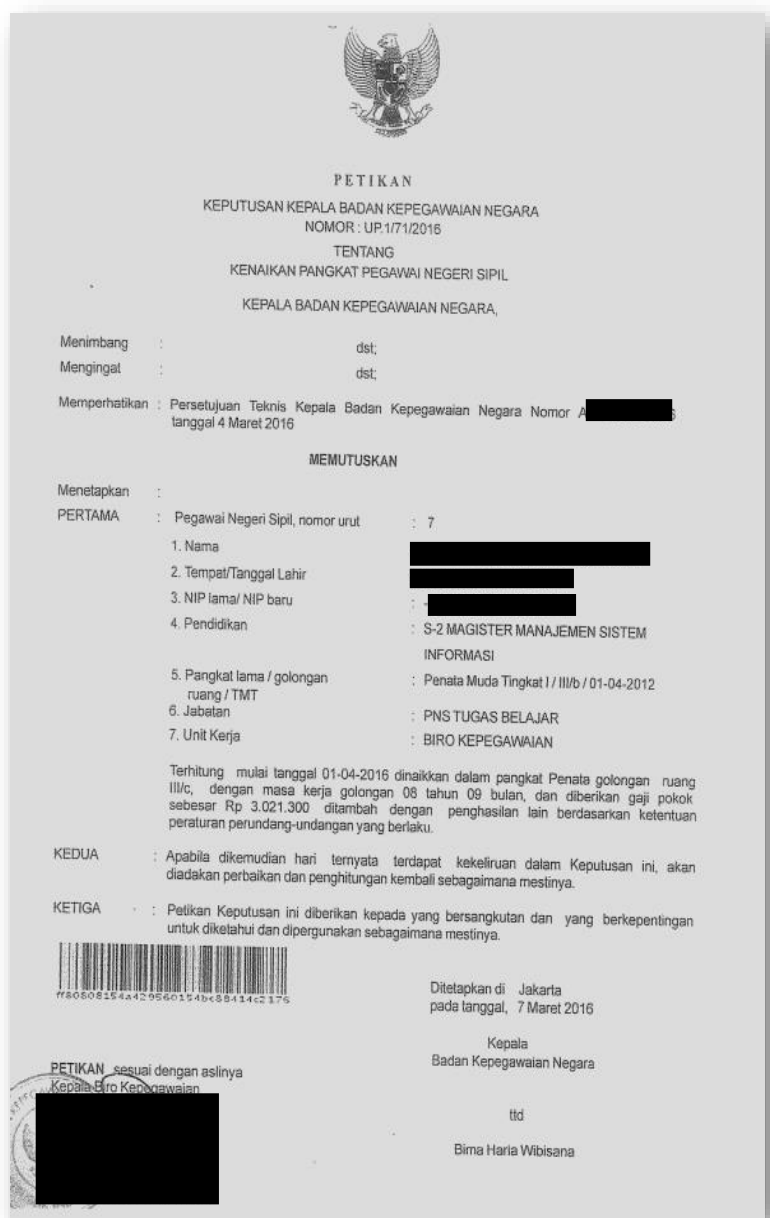 PETIKAN
KEPUTUSAN KEPALA BADAN KEPEGAWAIAN NEGARA
NOMOR : UP.1/71/2016
TENTANG
KENAIKAN PANGKAT PEGAWAI NEGERI SIPIL
KEPALA BADAN KEPEGAWAIAN NEGARA,
Menimbang : dst;
Mengingat : dst;
Memperhatikan : Persetujuan Teknis Kepala Badan Kepegawaian Negara Nomor A
tanggal 4 Maret 2016
MEMUTUSKAN
Menetapkan :
PERTAMA : Pegawai Negeri Sipil, nomor urut : 7
1. Nama
2. Tempat/Tanggal Lahir
3. NIP lama/ NIP baru : -
4. Pendidikan : S-2 MAGISTER MANAJEMEN SISTEM
INFORMASI
5. Pangkat lama / golongan : Penata Muda Tingkat I / III/b / 01-04-2012
ruang / TMT
6. Jabatan : PNS TUGAS BELAJAR
7. Unit Kerja : BIRO KEPEGAWAIAN
Terhitung mulai tanggal 01-04-2016 dinaikkan dalam pangkat Penata golongan ruang
III/c, dengan masa kerja golongan 08 tahun 09 bulan, dan diberikan gaji pokok
sebesar Rp 3.021.300 ditambah dengan penghasilan lain berdasarkan ketentuan
peraturan perundang-undangan yang berlaku.
KEDUA : Apabila dikemudian hari ternyata terdapat kekeliruan dalam Keputusan ini, akan
diadakan perbaikan dan penghitungan kembali sebagaimana mestinya.
KETIGA : Petikan Keputusan ini diberikan kepada yang bersangkutan dan yang berkepentingan
untuk diketahui dan dipergunakan sebagaimana mestinya.
ff80808154a429560154bc88414c2176
Ditetapkan di Jakarta
pada tanggal, 7 Maret 2016
Kepala
Badan Kepegawaian Negara
PETIKAN sesuai dengan aslinya
Kepala Biro Kepegawaian
ttd
Bima Haria Wibisana